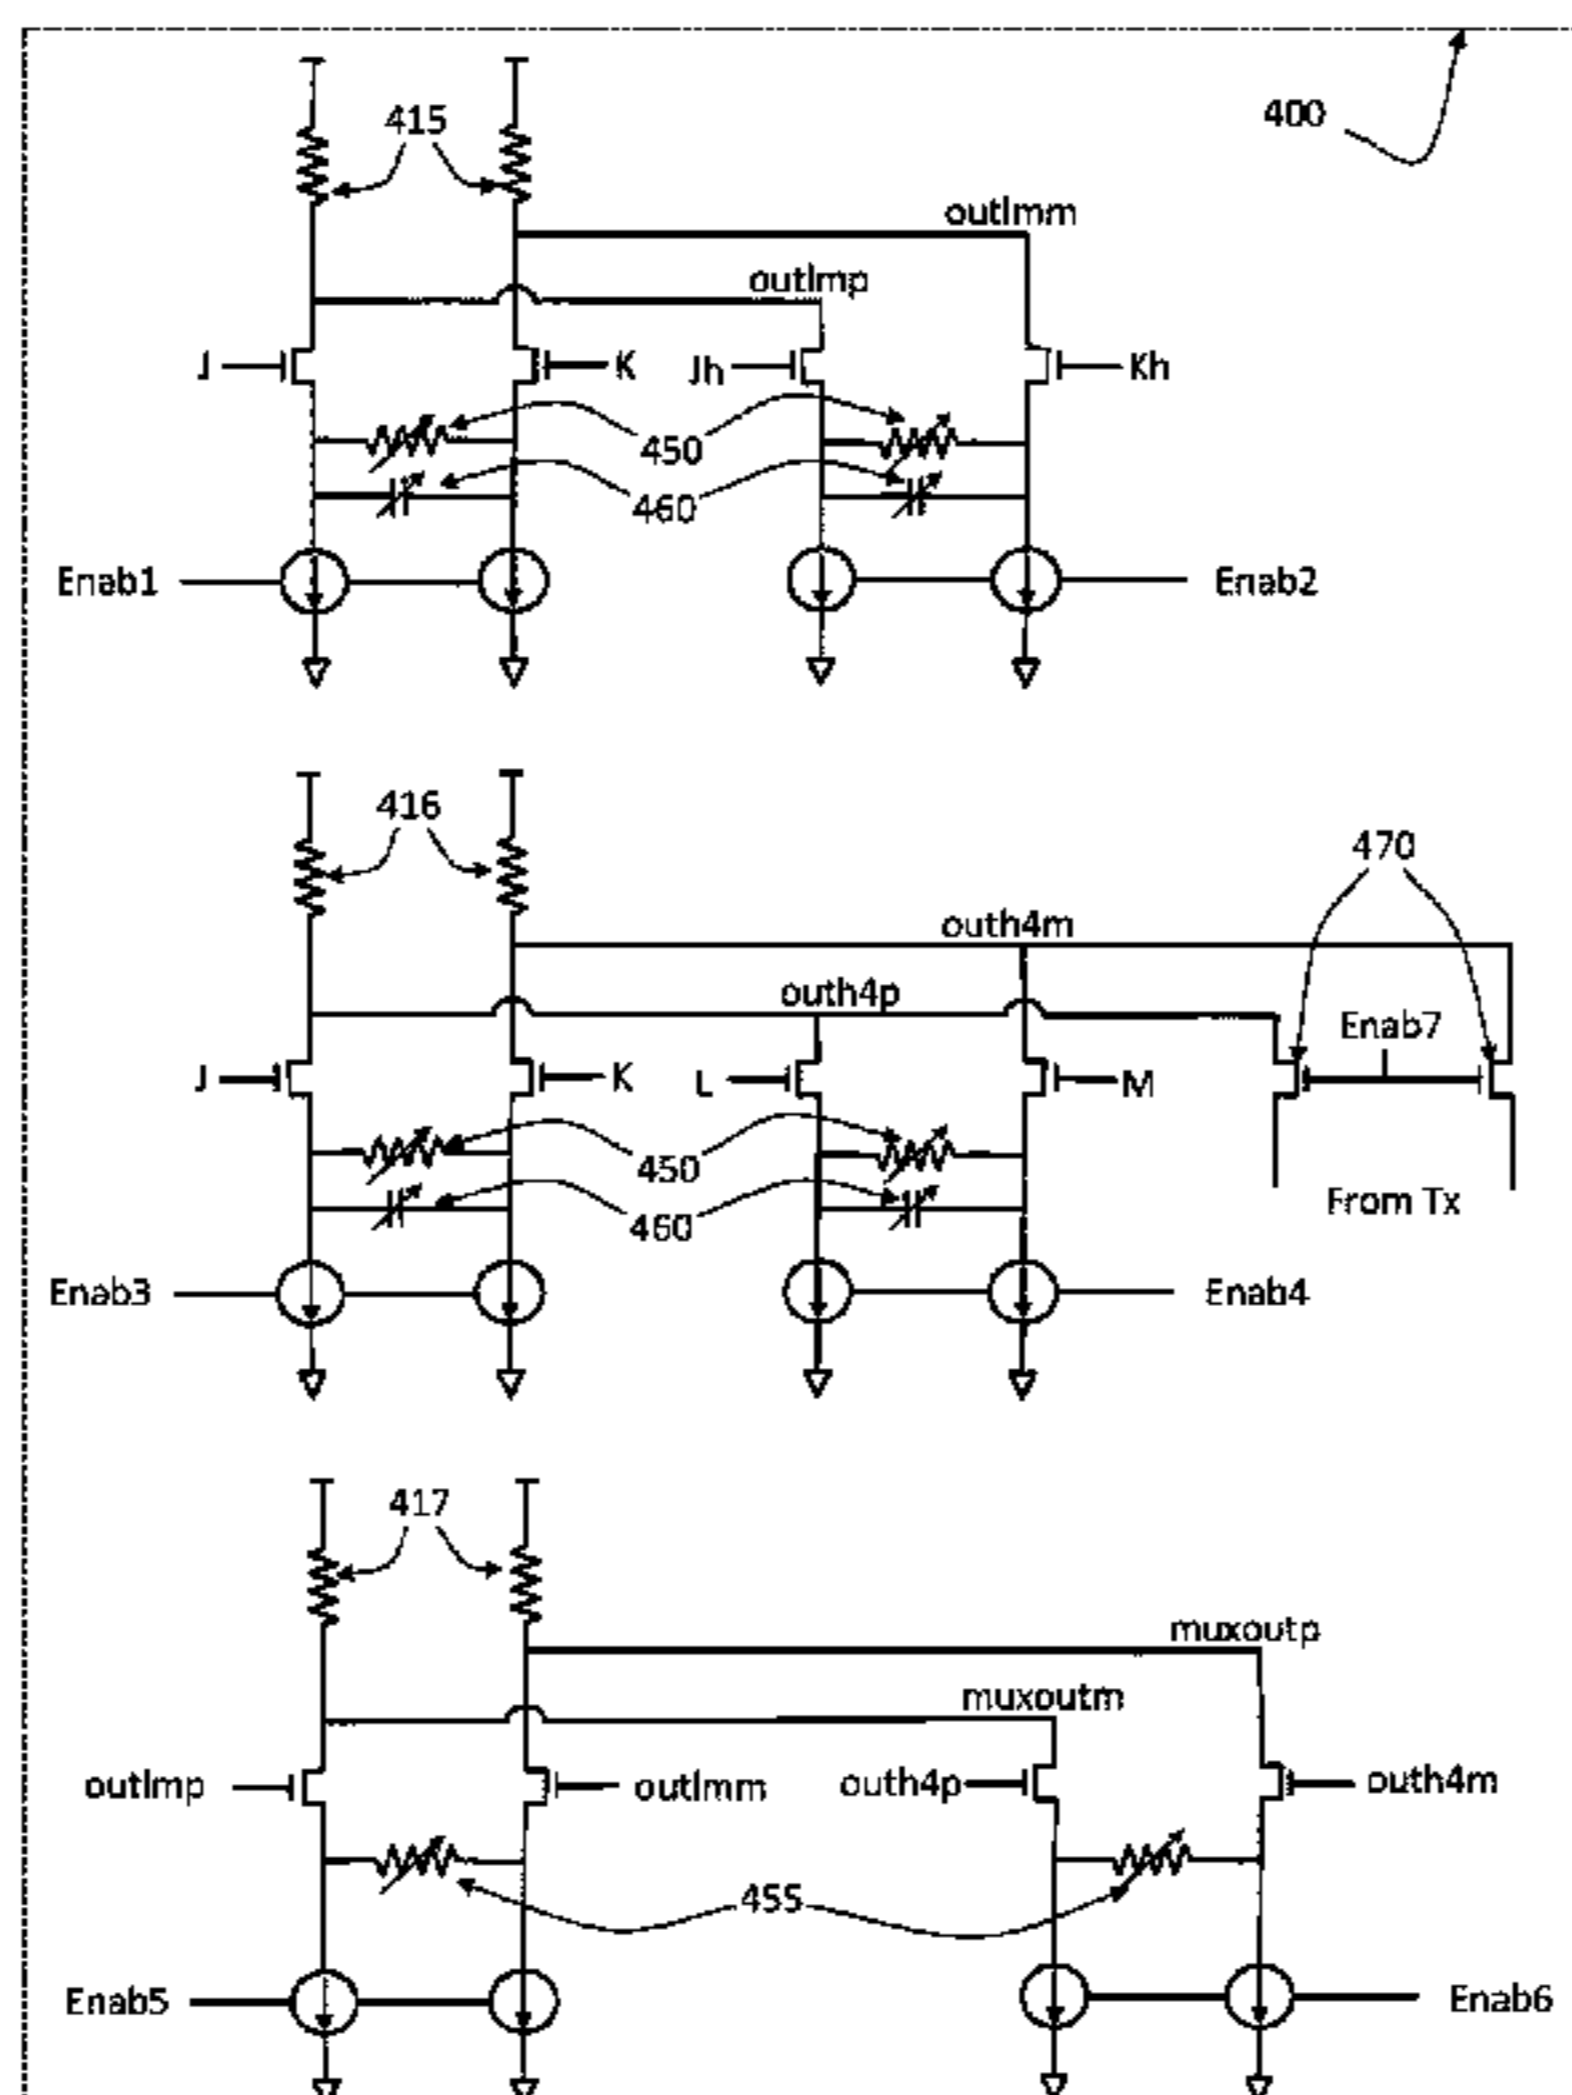 400
415
outlmm
outlmp
J
K
Jh
Kh
450
460
Enab1
Enab2
416
470
outh4m
outh4p
Enab7
J
K
L
M
450
460
From Tx
Enab3
Enab4
417
muxoutp
muxoutm
outlmp
outlmm
outh4p
outh4m
455
Enab5
Enab6